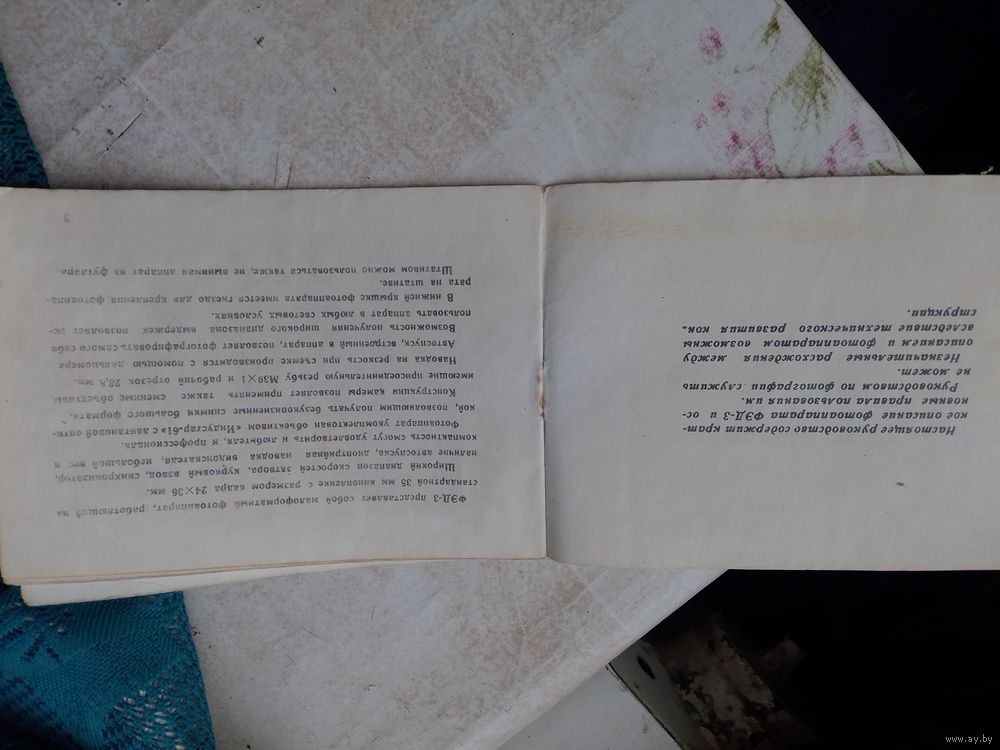 Настоящее руководство содержит крат-
кое описание фотоаппарата ФЭД-3 и ос-
новные правила пользования им.
Руководством по фотографии служить
не может.
Незначительные расхождения между
описанием и фотоаппаратом возможны
вследствие технического развития кон-
струкции.
ФЭД-3 представляет собой малоформатный фотоаппарат, работающий на
стандартной 35 мм кинопленке с размером кадра 24×36 мм.
Широкий диапазон скоростей затвора, курковый взвод, синхронизатор,
наличие автоспуска, диоптрийная наводка видоискателя, небольшой вес и
компактность смогут удовлетворить и любителя, и профессионала.
Фотоаппарат укомплектован объективом «Индустар-61» с лантановой опти-
кой, позволяющим получать безукоризненные снимки большого формата.
Конструкция камеры позволяет применять также сменные объективы,
имеющие присоединительную резьбу М39×1 и рабочий отрезок 28,8 мм.
Наводка на резкость при съемке производится с помощью дальномера.
Автоспуск, встроенный в аппарат, позволяет фотографировать самого себя
Возможность получения широкого диапазона выдержек позволяет ис-
пользовать аппарат в любых световых условиях.
В нижней крышке фотоаппарата имеется гнездо для крепления фотоаппа-
рата на штативе.
Штативом можно пользоваться также, не вынимая аппарат из футляра.
3
www.ay.by